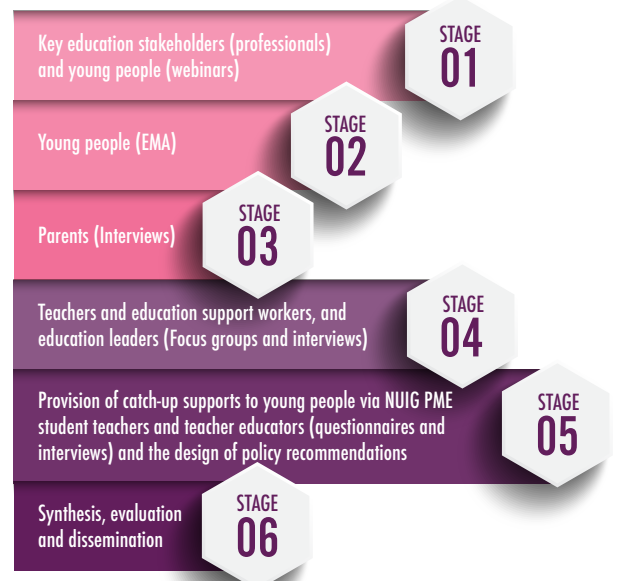 Key education stakeholders (professionals)
and young people (webinars)
STAGE
01
Young people (EMA)
STAGE
02
Parents (Interviews)
STAGE
03
Teachers and education support workers, and
education leaders (Focus groups and interviews)
STAGE
04
Provision of catch-up supports to young people via NUIG PME
student teachers and teacher educators (questionnaires and
interviews) and the design of policy recommendations
STAGE
05
Synthesis, evaluation
and dissemination
STAGE
06